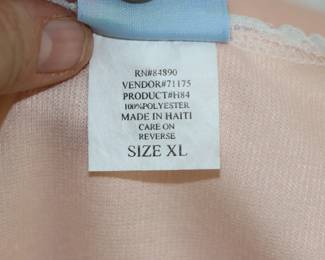 RN#84890
VENDOR#71175
PRODUCT#H84
100%POLYESTER
MADE IN HAITI
CARE ON
REVERSE
SIZE XL